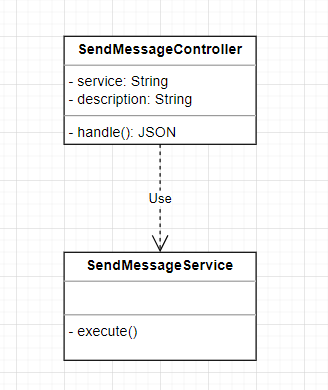 SendMessageController
- service: String
- description: String
- handle(): JSON
Use
SendMessageService
- execute()